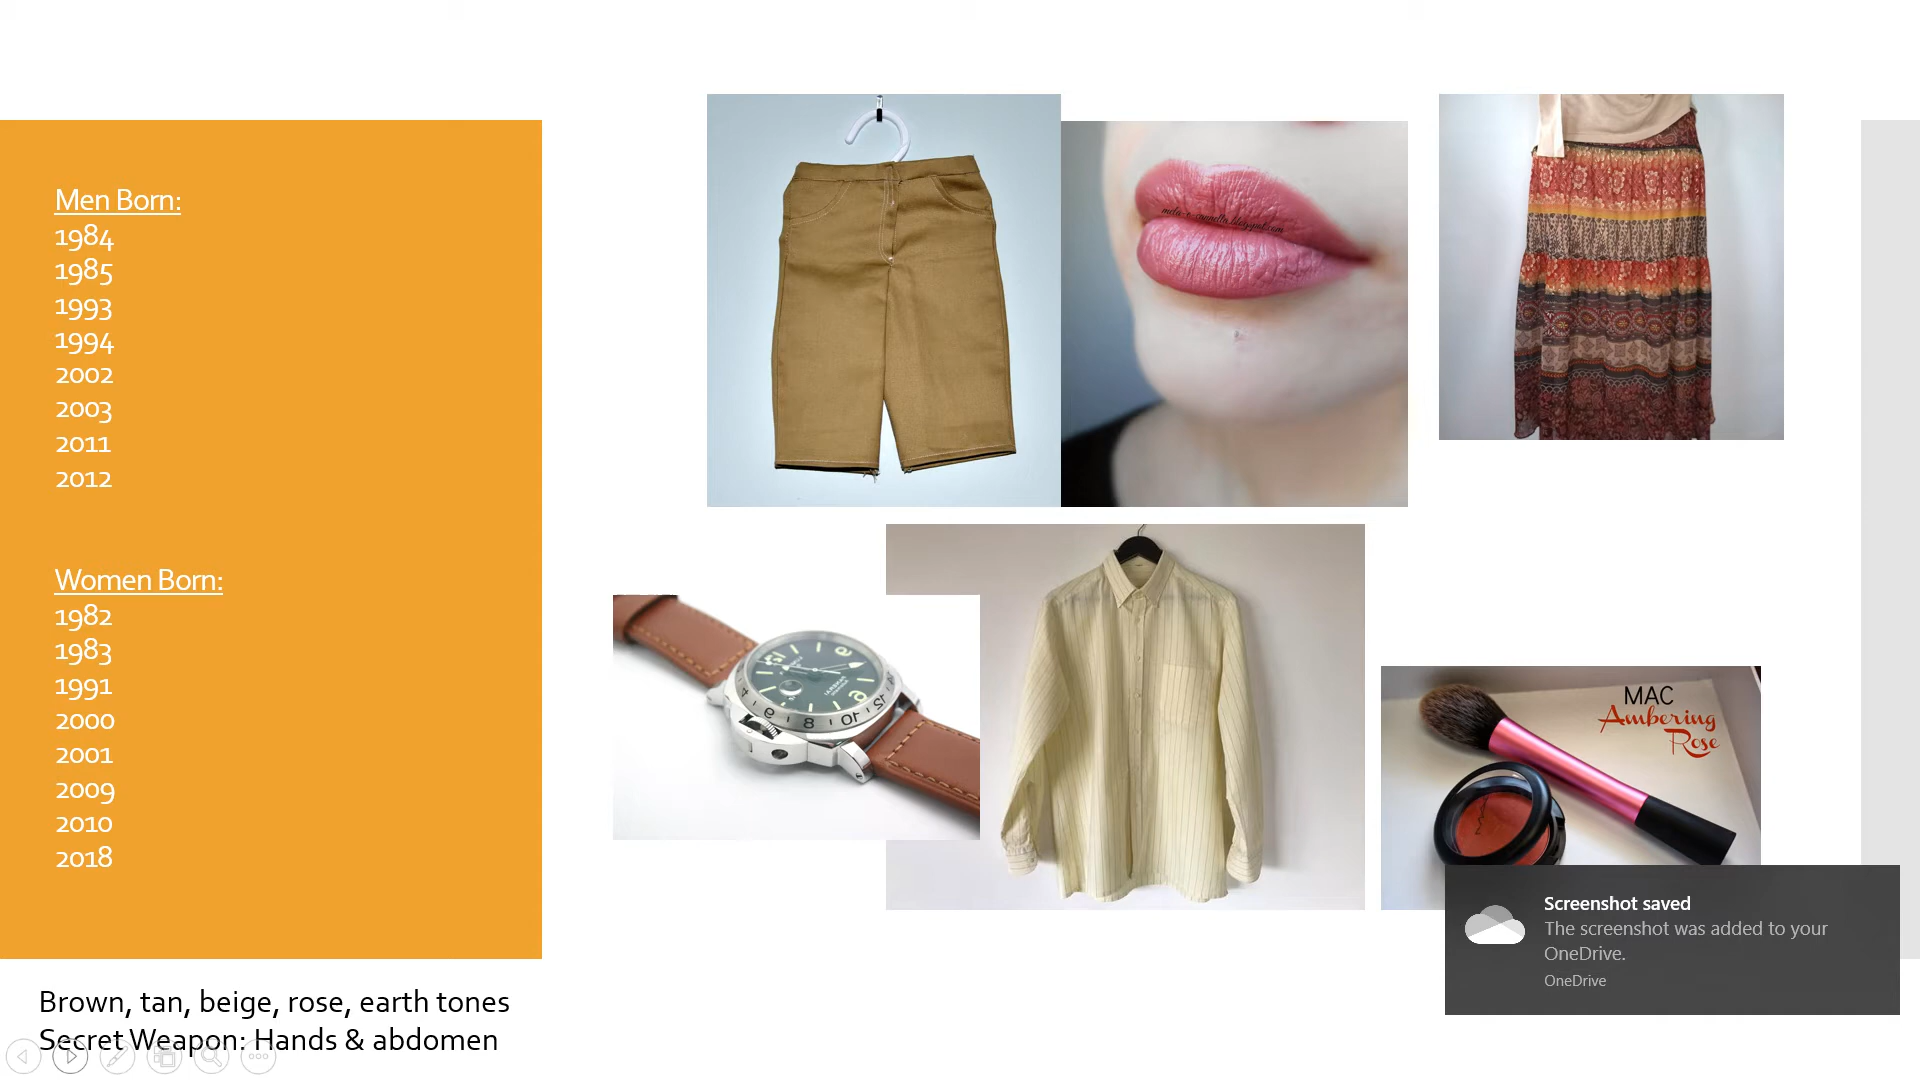 Men Born:
1984
1985
1993
1994
2002
2003
2011
2012
Women Born:
1982
1983
1991
2000
2001
2009
2010
2018
Brown, tan, beige, rose, earth tones
Secret Weapon: Hands & abdomen
MAC
Ambering
Rose
Screenshot saved
The screenshot was added to your
OneDrive.
OneDrive